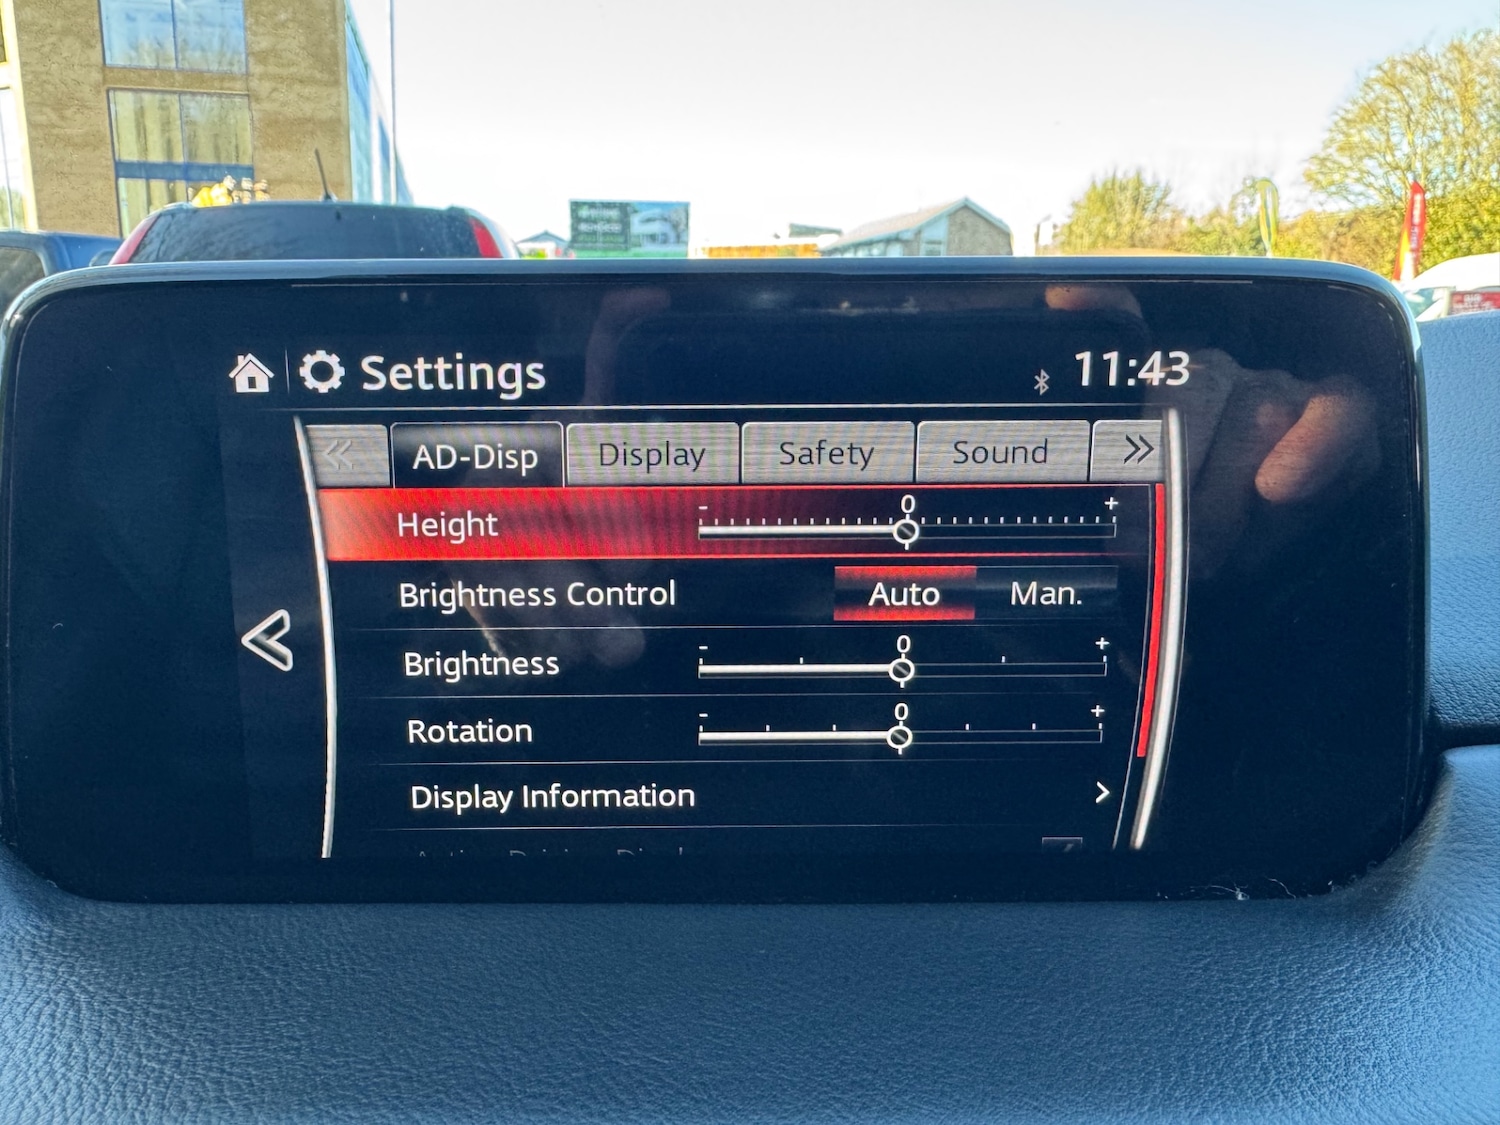 Settings 11:43
« AD-Disp Display Safety Sound »
Height - 0 +
Brightness Control Auto Man.
Brightness - 0 +
Rotation - 0 +
Display Information >